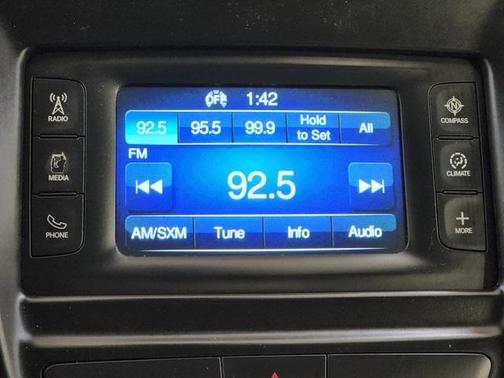 OFF 1:42
92.5 95.5 99.9 Hold to Set All
FM
92.5
AM/SXM Tune Info Audio
RADIO
MEDIA
PHONE
N
COMPASS
CLIMATE
MORE